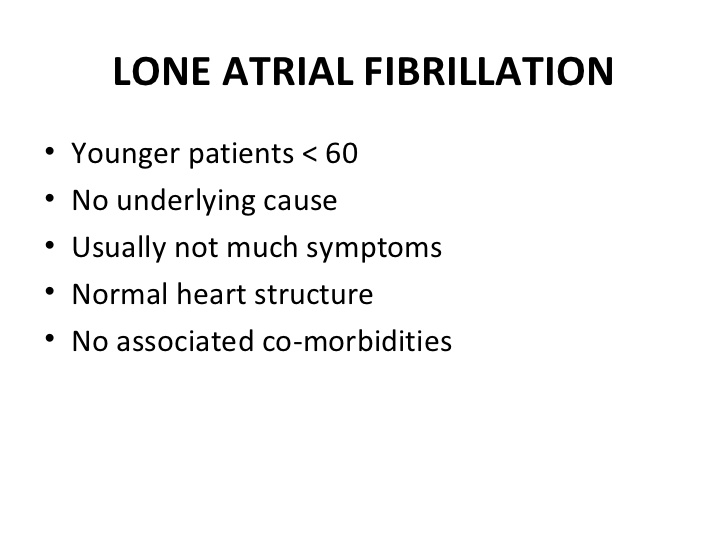 LONE ATRIAL FIBRILLATION
• Younger patients < 60
• No underlying cause
• Usually not much symptoms
• Normal heart structure
• No associated co-morbidities